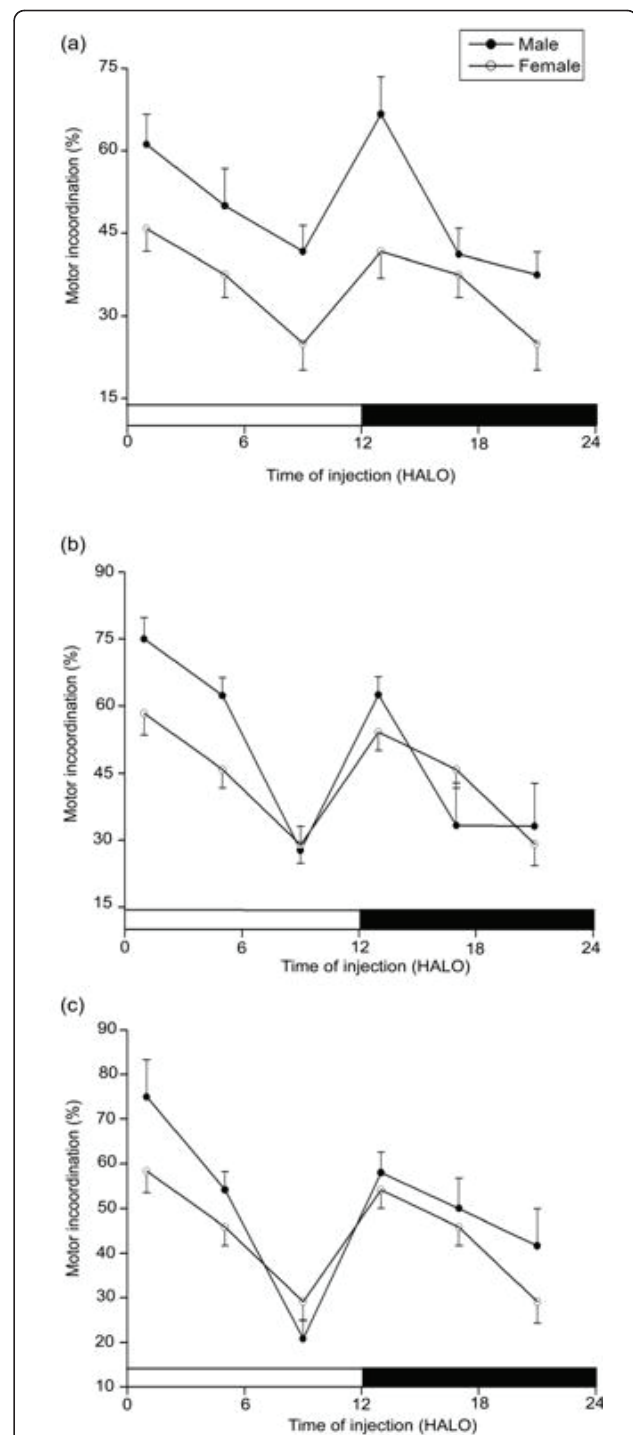 (a)
Male
Female
75
60
45
30
15
Motor incoordination (%)
0 6 12 18 24
Time of injection (HALO)
(b)
90
75
60
45
30
15
Motor incoordination (%)
0 6 12 18 24
Time of injection (HALO)
(c)
90
80
70
60
50
40
30
20
10
Motor incoordination (%)
0 6 12 18 24
Time of injection (HALO)